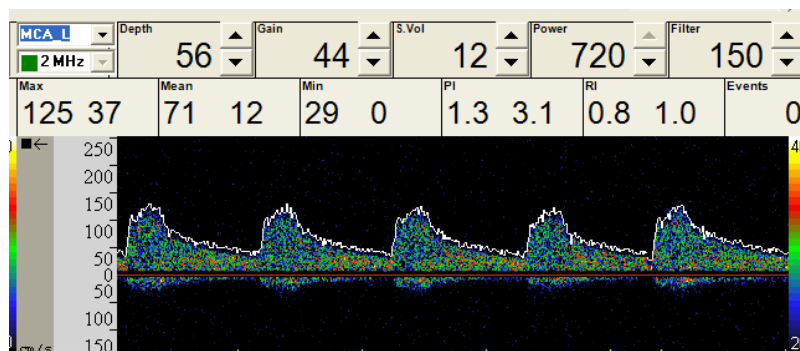 MCA_L Depth Gain S.Vol Power Filter
2 MHz 56 44 12 720 150
Max Mean Min PI RI Events
125 37 71 12 29 0 1.3 3.1 0.8 1.0 0
250
200
150
100
50
0
50
100
150
cm/s